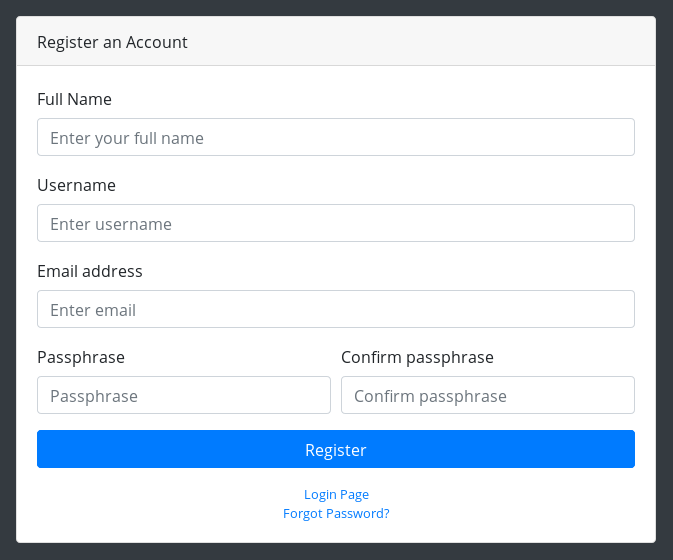 Register an Account
Full Name
Enter your full name
Username
Enter username
Email address
Enter email
Passphrase
Confirm passphrase
Passphrase
Confirm passphrase
Register
Login Page
Forgot Password?